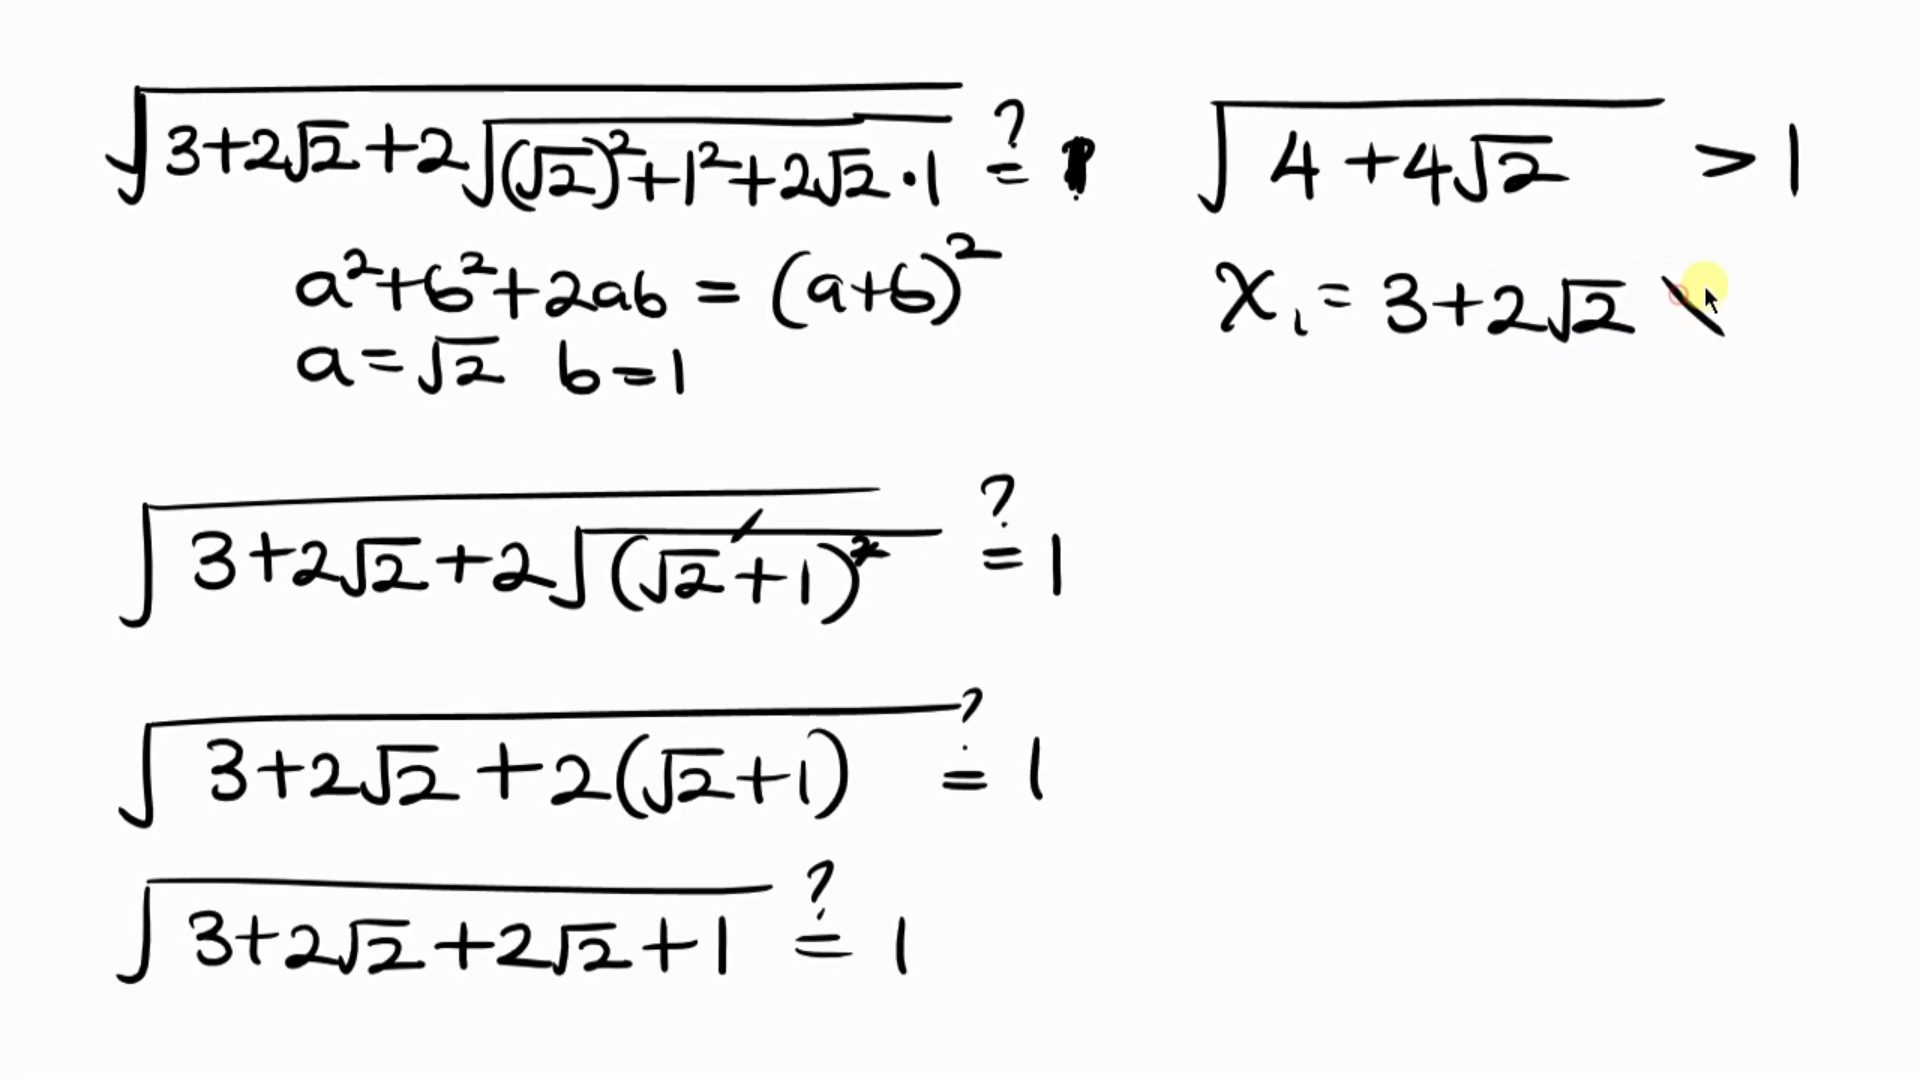 √(3+2√2+2√((√2)²+1²+2√2·1)) ?= 1
a²+b²+2ab = (a+b)²
a=√2 b=1
√(3+2√2+2√((√2+1)²)) ?= 1
√(3+2√2+2(√2+1)) ?= 1
√(3+2√2+2√2+1) ?= 1
√(4+4√2) > 1
x₁ = 3+2√2